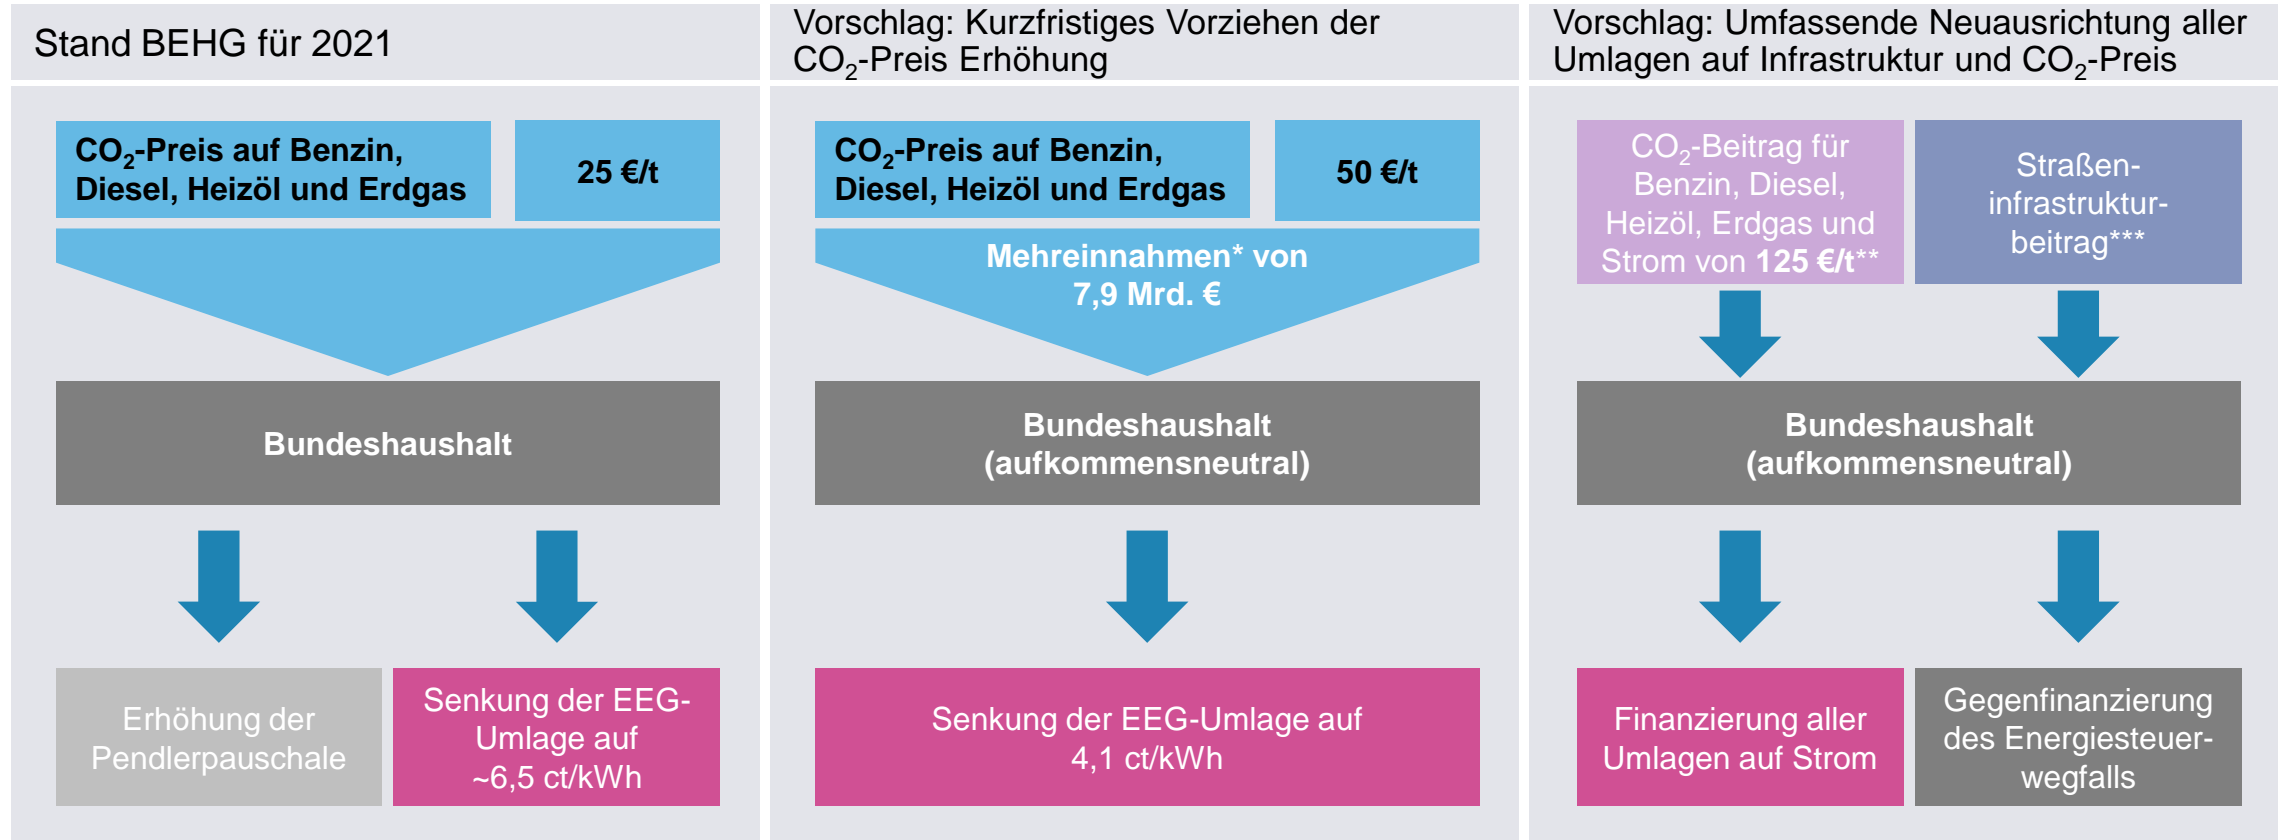 Stand BEHG für 2021
CO₂-Preis auf Benzin,
Diesel, Heizöl und Erdgas
25 €/t
Bundeshaushalt
Erhöhung der
Pendlerpauschale
Senkung der EEG-
Umlage auf
~6,5 ct/kWh
Vorschlag: Kurzfristiges Vorziehen der
CO₂-Preis Erhöhung
CO₂-Preis auf Benzin,
Diesel, Heizöl und Erdgas
50 €/t
Mehreinnahmen* von
7,9 Mrd. €
Bundeshaushalt
(aufkommensneutral)
Senkung der EEG-Umlage auf
4,1 ct/kWh
Vorschlag: Umfassende Neuausrichtung aller
Umlagen auf Infrastruktur und CO₂-Preis
CO₂-Beitrag für
Benzin, Diesel,
Heizöl, Erdgas und
Strom von 125 €/t**
Straßen-
infrastruktur-
beitrag***
Bundeshaushalt
(aufkommensneutral)
Finanzierung aller
Umlagen auf Strom
Gegenfinanzierung
des Energiesteuer-
wegfalls